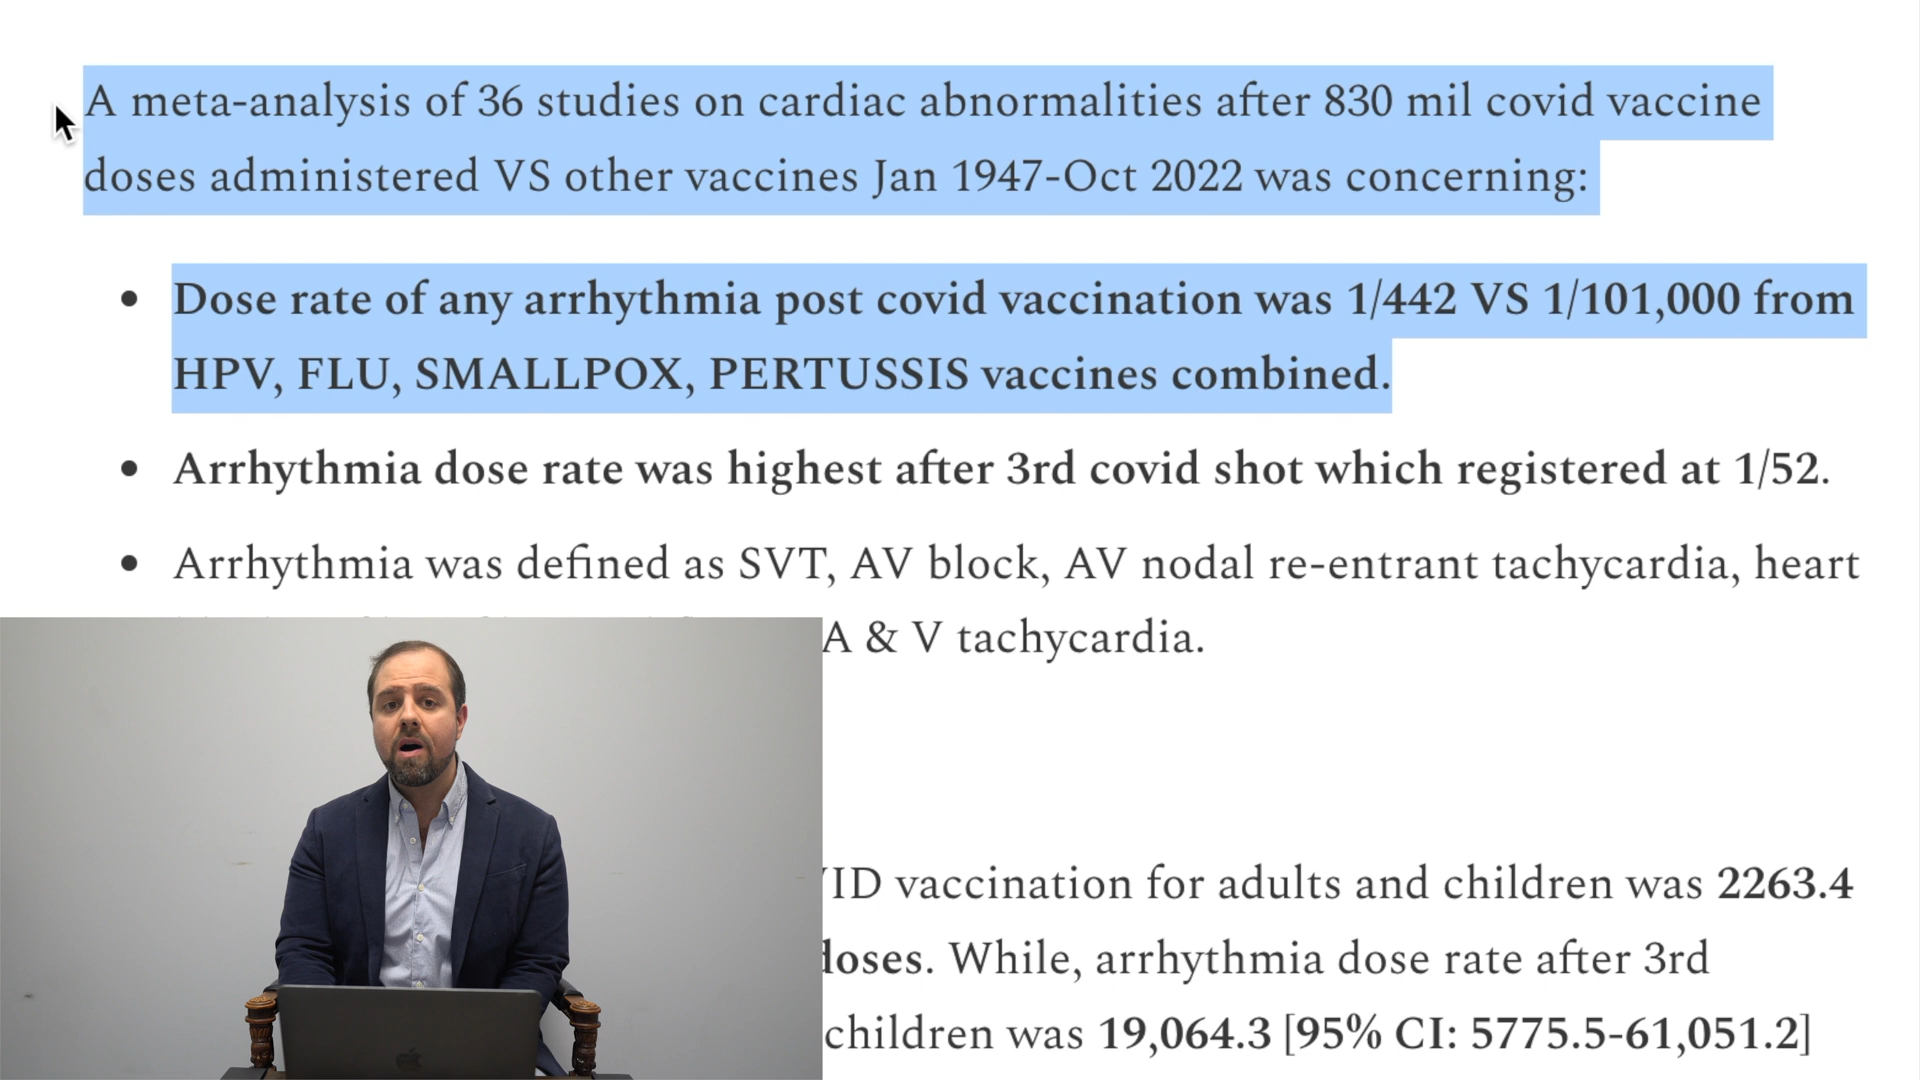 A meta-analysis of 36 studies on cardiac abnormalities after 830 mil covid vaccine
doses administered VS other vaccines Jan 1947-Oct 2022 was concerning:
• Dose rate of any arrhythmia post covid vaccination was 1/442 VS 1/101,000 from
HPV, FLU, SMALLPOX, PERTUSSIS vaccines combined.
• Arrhythmia dose rate was highest after 3rd covid shot which registered at 1/52.
• Arrhythmia was defined as SVT, AV block, AV nodal re-entrant tachycardia, heart
A & V tachycardia.
VID vaccination for adults and children was 2263.4
doses. While, arrhythmia dose rate after 3rd
children was 19,064.3 [95% CI: 5775.5-61,051.2]